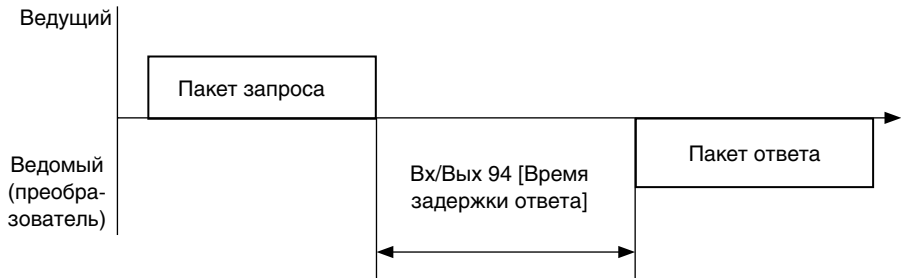 Ведущий
Пакет запроса
Ведомый
(преобра-
зователь)
Вх/Вых 94 [Время
задержки ответа]
Пакет ответа